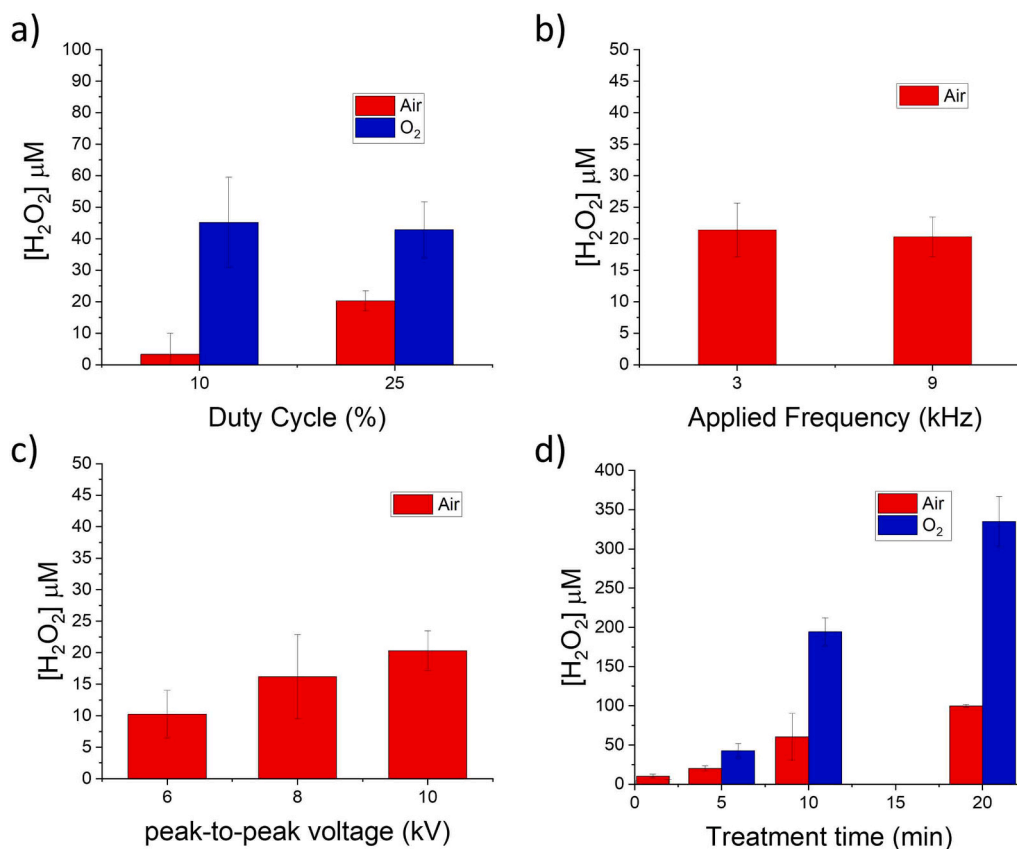 a)
100
90
80
70
60
50
40
30
20
10
0
[H₂O₂] μM
Air
O₂
10 25
Duty Cycle (%)
b)
50
45
40
35
30
25
20
15
10
5
0
[H₂O₂] μM
Air
3 9
Applied Frequency (kHz)
c)
50
45
40
35
30
25
20
15
10
5
0
[H₂O₂] μM
Air
6 8 10
peak-to-peak voltage (kV)
d)
400
350
300
250
200
150
100
50
0
[H₂O₂] μM
Air
O₂
0 5 10 15 20
Treatment time (min)